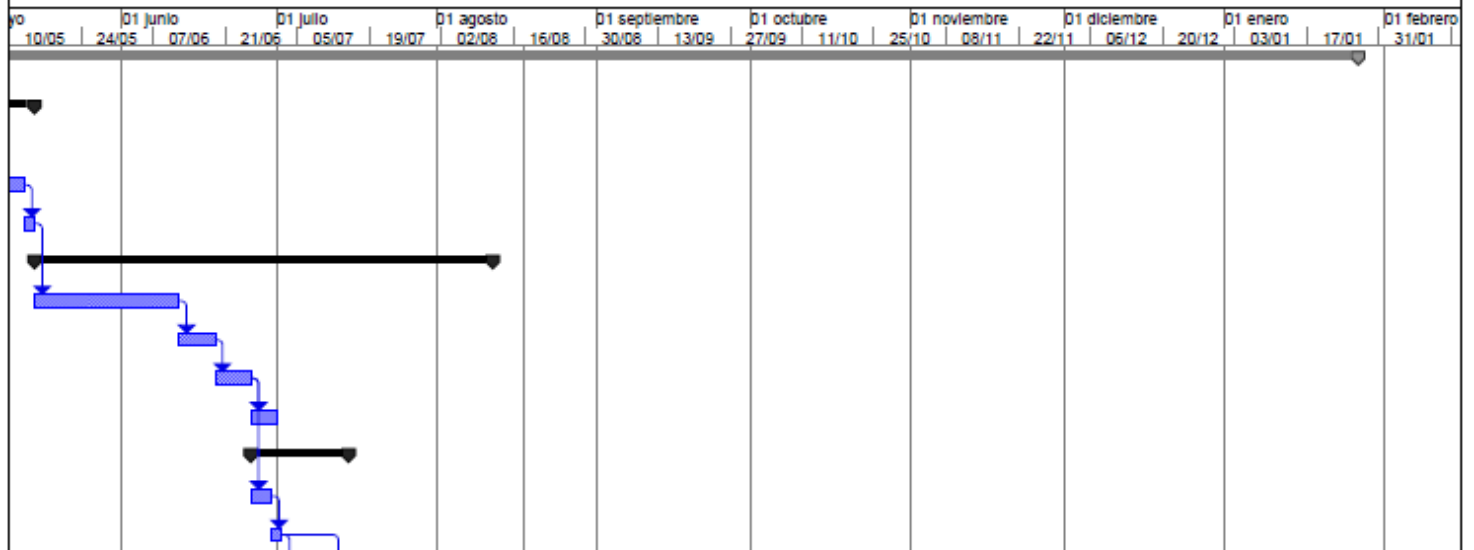 yo 01 junio 01 julio 01 agosto 01 septiembre 01 octubre 01 noviembre 01 diciembre 01 enero 01 febrero
10/05 24/05 07/06 21/06 05/07 19/07 02/08 16/08 30/08 13/09 27/09 11/10 25/10 08/11 22/11 06/12 20/12 03/01 17/01 31/01